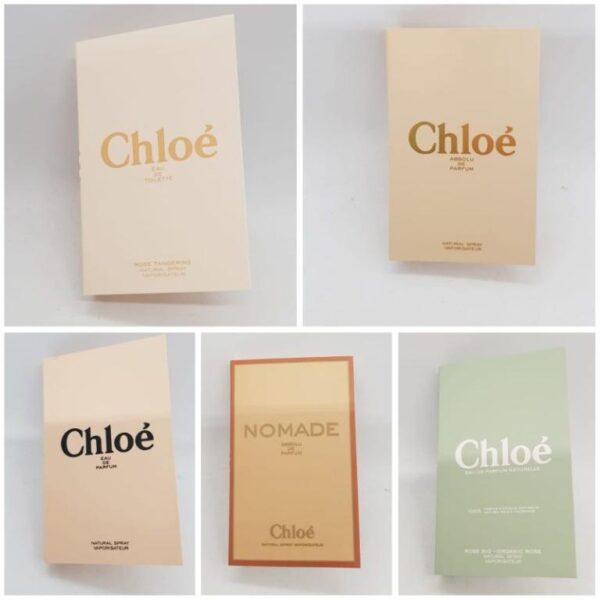 Chloé
EAU
DE
TOILETTE
ROSE TANGERINE
NATURAL SPRAY
VAPORISATEUR
Chloé
ABSOLU
DE
PARFUM
NATURAL SPRAY
VAPORISATEUR
Chloé
EAU
DE
PARFUM
NATURAL SPRAY
VAPORISATEUR
NOMADE
ABSOLU
DE
PARFUM
Chloé
NATURAL SPRAY VAPORISATEUR
Chloé
EAU DE PARFUM NATURELLE
100%
ROSE BIO - ORGANIC ROSE
NATURAL SPRAY
VAPORISATEUR